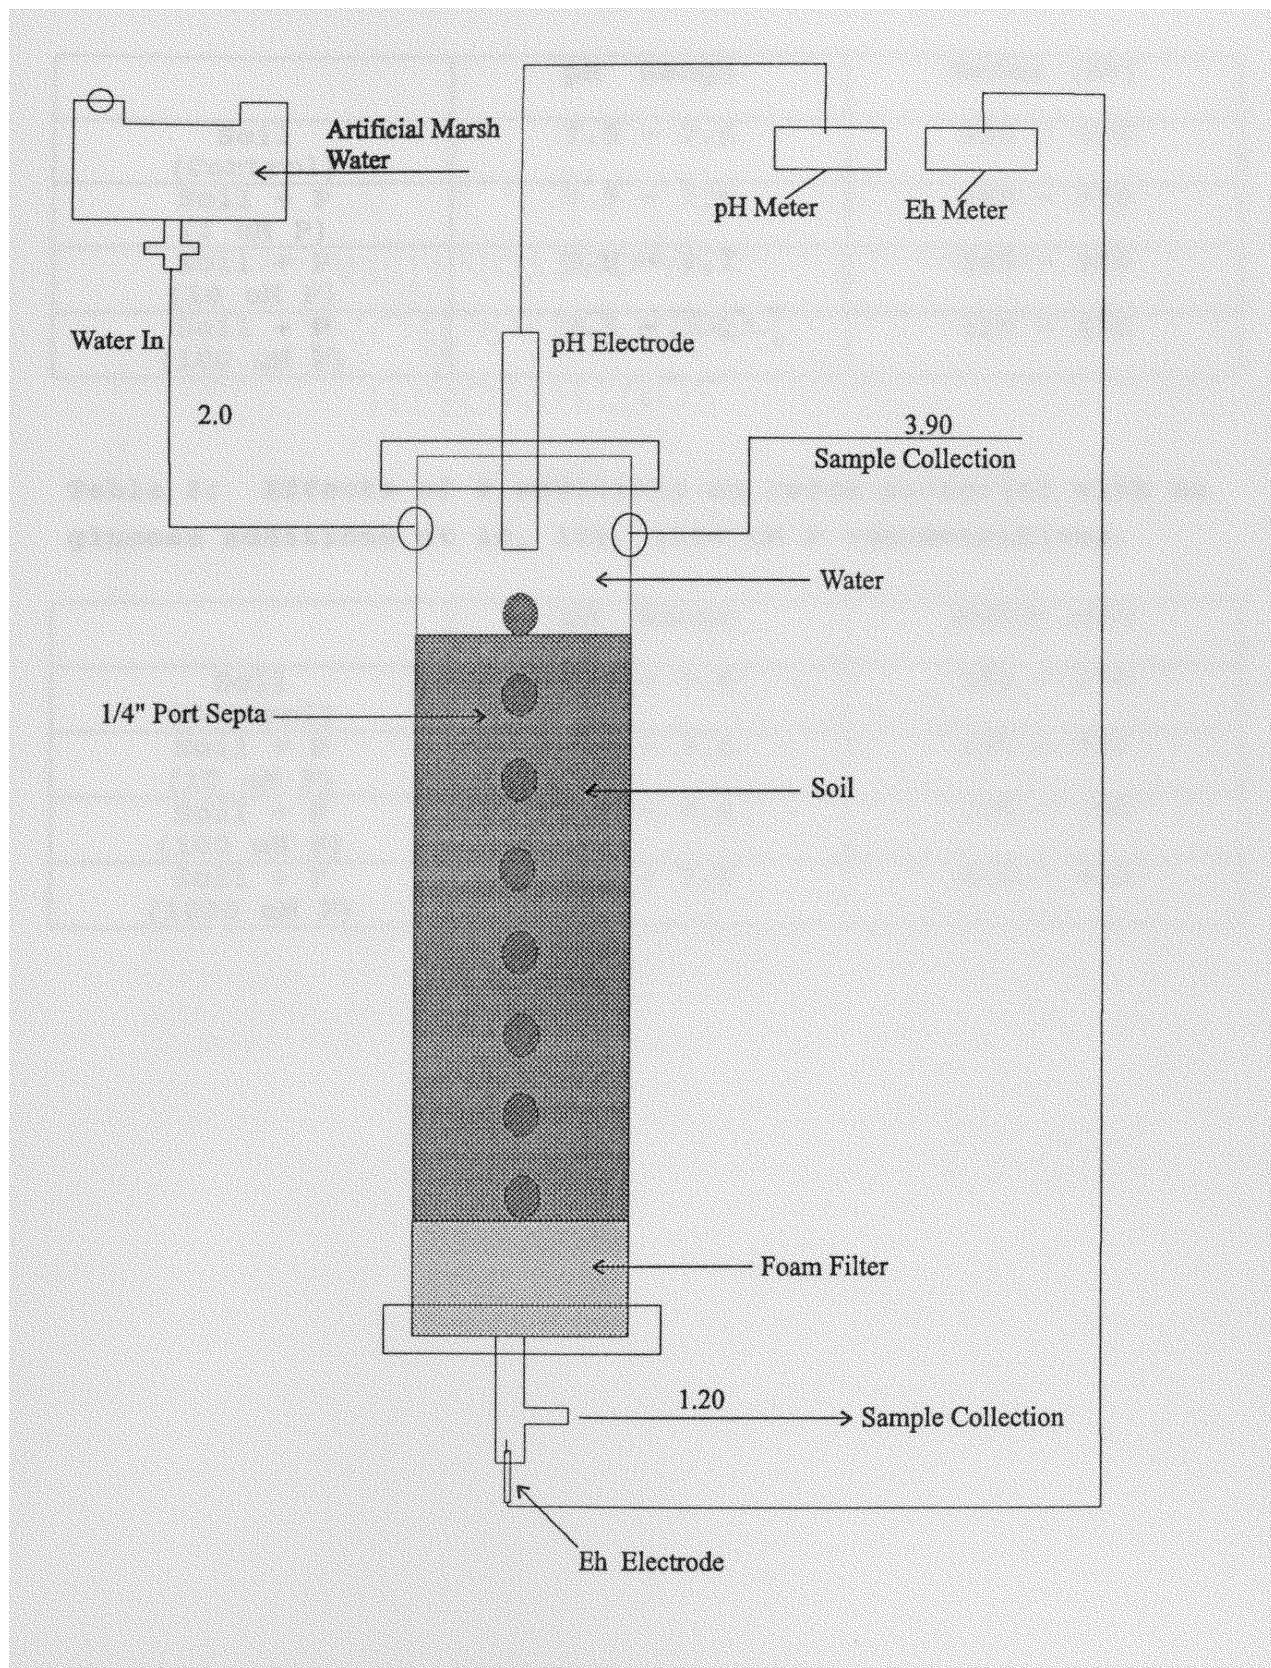 Artificial Marsh
Water
pH Meter
Eh Meter
Water In
pH Electrode
2.0
3.90
Sample Collection
Water
1/4" Port Septa
Soil
Foam Filter
1.20
Sample Collection
Eh Electrode